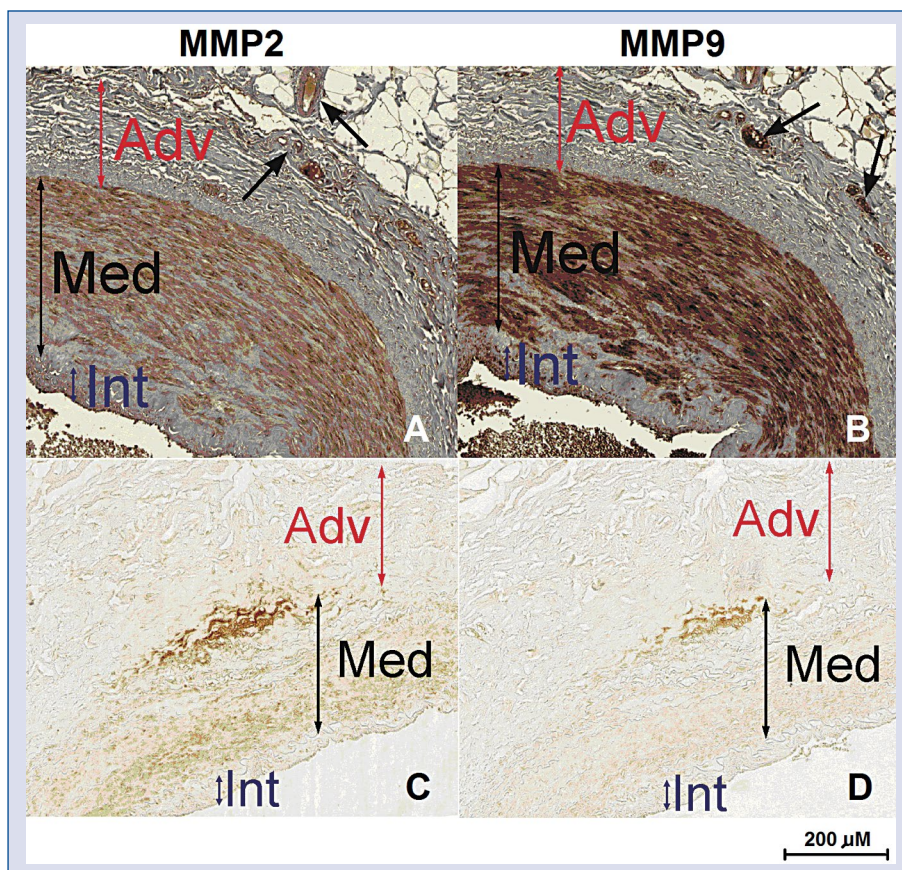 MMP2 MMP9
Adv Adv
Med Med
Int Int
A B
Adv Adv
Med Med
Int C Int D
200 µM